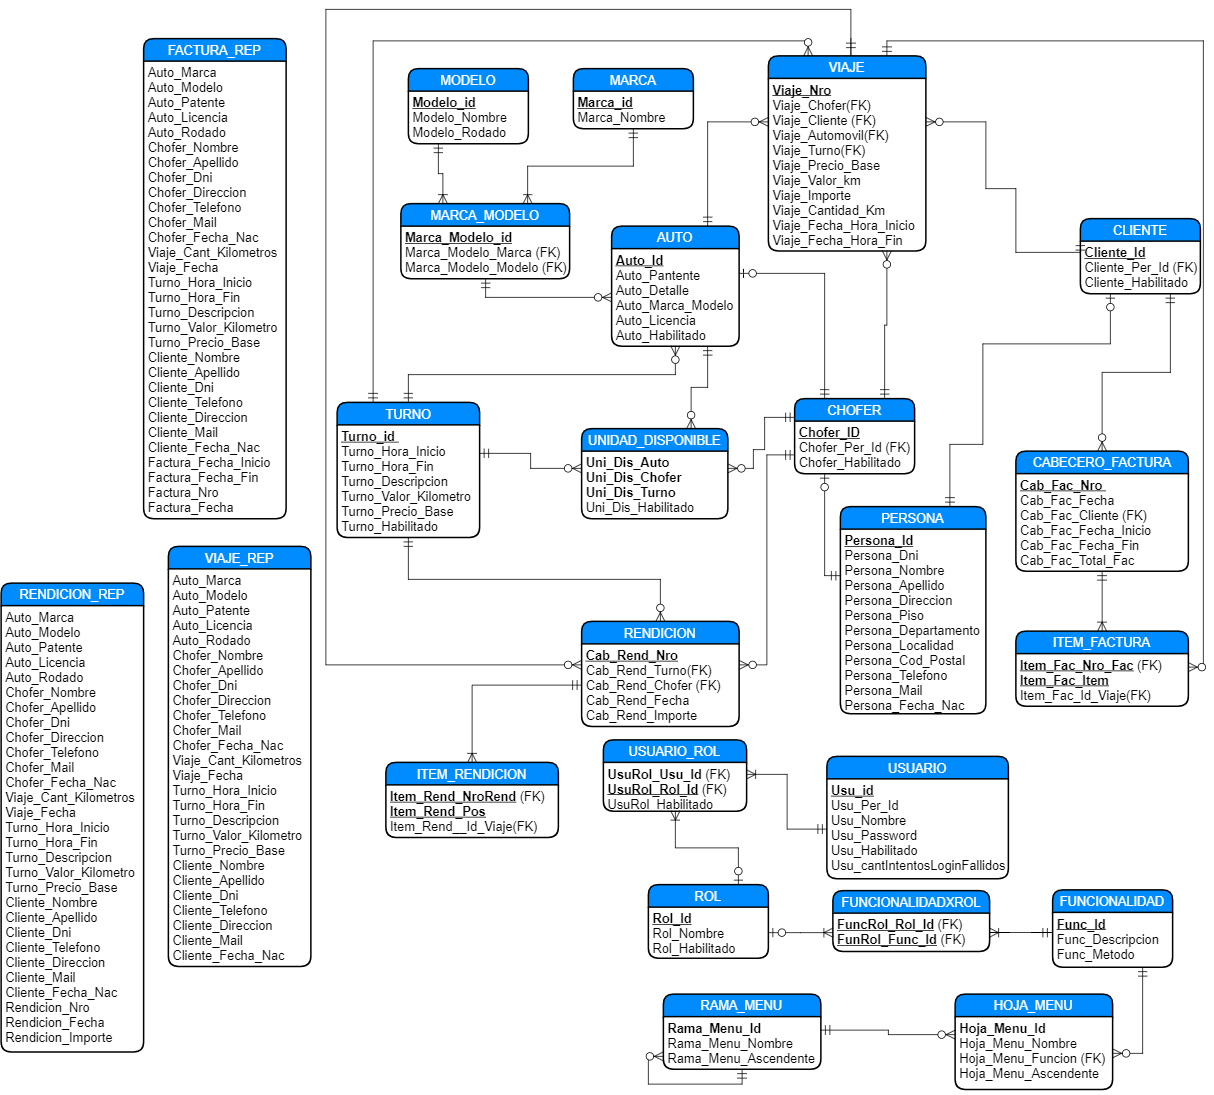 FACTURA_REP
Auto_Marca
Auto_Modelo
Auto_Patente
Auto_Licencia
Auto_Rodado
Chofer_Nombre
Chofer_Apellido
Chofer_Dni
Chofer_Direccion
Chofer_Telefono
Chofer_Mail
Chofer_Fecha_Nac
Viaje_Cant_Kilometros
Viaje_Fecha
Turno_Hora_Inicio
Turno_Hora_Fin
Turno_Descripcion
Turno_Valor_Kilometro
Turno_Precio_Base
Cliente_Nombre
Cliente_Apellido
Cliente_Dni
Cliente_Telefono
Cliente_Direccion
Cliente_Mail
Cliente_Fecha_Nac
Factura_Fecha_Inicio
Factura_Fecha_Fin
Factura_Nro
Factura_Fecha
MODELO
Modelo_id
Modelo_Nombre
Modelo_Rodado
MARCA
Marca_id
Marca_Nombre
VIAJE
Viaje_Nro
Viaje_Chofer(FK)
Viaje_Cliente (FK)
Viaje_Automovil(FK)
Viaje_Turno(FK)
Viaje_Precio_Base
Viaje_Valor_km
Viaje_Importe
Viaje_Cantidad_Km
Viaje_Fecha_Hora_Inicio
Viaje_Fecha_Hora_Fin
MARCA_MODELO
Marca_Modelo_id
Marca_Modelo_Marca (FK)
Marca_Modelo_Modelo (FK)
AUTO
Auto_Id
Auto_Pantente
Auto_Detalle
Auto_Marca_Modelo
Auto_Licencia
Auto_Habilitado
CLIENTE
Cliente_Id
Cliente_Per_Id (FK)
Cliente_Habilitado
TURNO
Turno_id
Turno_Hora_Inicio
Turno_Hora_Fin
Turno_Descripcion
Turno_Valor_Kilometro
Turno_Precio_Base
Turno_Habilitado
UNIDAD_DISPONIBLE
Uni_Dis_Auto
Uni_Dis_Chofer
Uni_Dis_Turno
Uni_Dis_Habilitado
CHOFER
Chofer_ID
Chofer_Per_Id (FK)
Chofer_Habilitado
CABECERO_FACTURA
Cab_Fac_Nro
Cab_Fac_Fecha
Cab_Fac_Cliente (FK)
Cab_Fac_Fecha_Inicio
Cab_Fac_Fecha_Fin
Cab_Fac_Total_Fac
PERSONA
Persona_Id
Persona_Dni
Persona_Nombre
Persona_Apellido
Persona_Direccion
Persona_Piso
Persona_Departamento
Persona_Localidad
Persona_Cod_Postal
Persona_Telefono
Persona_Mail
Persona_Fecha_Nac
VIAJE_REP
Auto_Marca
Auto_Modelo
Auto_Patente
Auto_Licencia
Auto_Rodado
Chofer_Nombre
Chofer_Apellido
Chofer_Dni
Chofer_Direccion
Chofer_Telefono
Chofer_Mail
Chofer_Fecha_Nac
Viaje_Cant_Kilometros
Viaje_Fecha
Turno_Hora_Inicio
Turno_Hora_Fin
Turno_Descripcion
Turno_Valor_Kilometro
Turno_Precio_Base
Cliente_Nombre
Cliente_Apellido
Cliente_Dni
Cliente_Telefono
Cliente_Direccion
Cliente_Mail
Cliente_Fecha_Nac
RENDICION_REP
Auto_Marca
Auto_Modelo
Auto_Patente
Auto_Licencia
Auto_Rodado
Chofer_Nombre
Chofer_Apellido
Chofer_Dni
Chofer_Direccion
Chofer_Telefono
Chofer_Mail
Chofer_Fecha_Nac
Viaje_Cant_Kilometros
Viaje_Fecha
Turno_Hora_Inicio
Turno_Hora_Fin
Turno_Descripcion
Turno_Valor_Kilometro
Turno_Precio_Base
Cliente_Nombre
Cliente_Apellido
Cliente_Dni
Cliente_Telefono
Cliente_Direccion
Cliente_Mail
Cliente_Fecha_Nac
Rendicion_Nro
Rendicion_Fecha
Rendicion_Importe
RENDICION
Cab_Rend_Nro
Cab_Rend_Turno(FK)
Cab_Rend_Chofer (FK)
Cab_Rend_Fecha
Cab_Rend_Importe
ITEM_FACTURA
Item_Fac_Nro_Fac (FK)
Item_Fac_Item
Item_Fac_Id_Viaje(FK)
ITEM_RENDICION
Item_Rend_NroRend (FK)
Item_Rend_Pos
Item_Rend__Id_Viaje(FK)
USUARIO_ROL
UsuRol_Usu_Id (FK)
UsuRol_Rol_Id (FK)
UsuRol_Habilitado
USUARIO
Usu_id
Usu_Per_Id
Usu_Nombre
Usu_Password
Usu_Habilitado
Usu_cantIntentosLoginFallidos
ROL
Rol_Id
Rol_Nombre
Rol_Habilitado
FUNCIONALIDADXROL
FuncRol_Rol_Id (FK)
FunRol_Func_Id (FK)
FUNCIONALIDAD
Func_Id
Func_Descripcion
Func_Metodo
RAMA_MENU
Rama_Menu_Id
Rama_Menu_Nombre
Rama_Menu_Ascendente
HOJA_MENU
Hoja_Menu_Id
Hoja_Menu_Nombre
Hoja_Menu_Funcion (FK)
Hoja_Menu_Ascendente